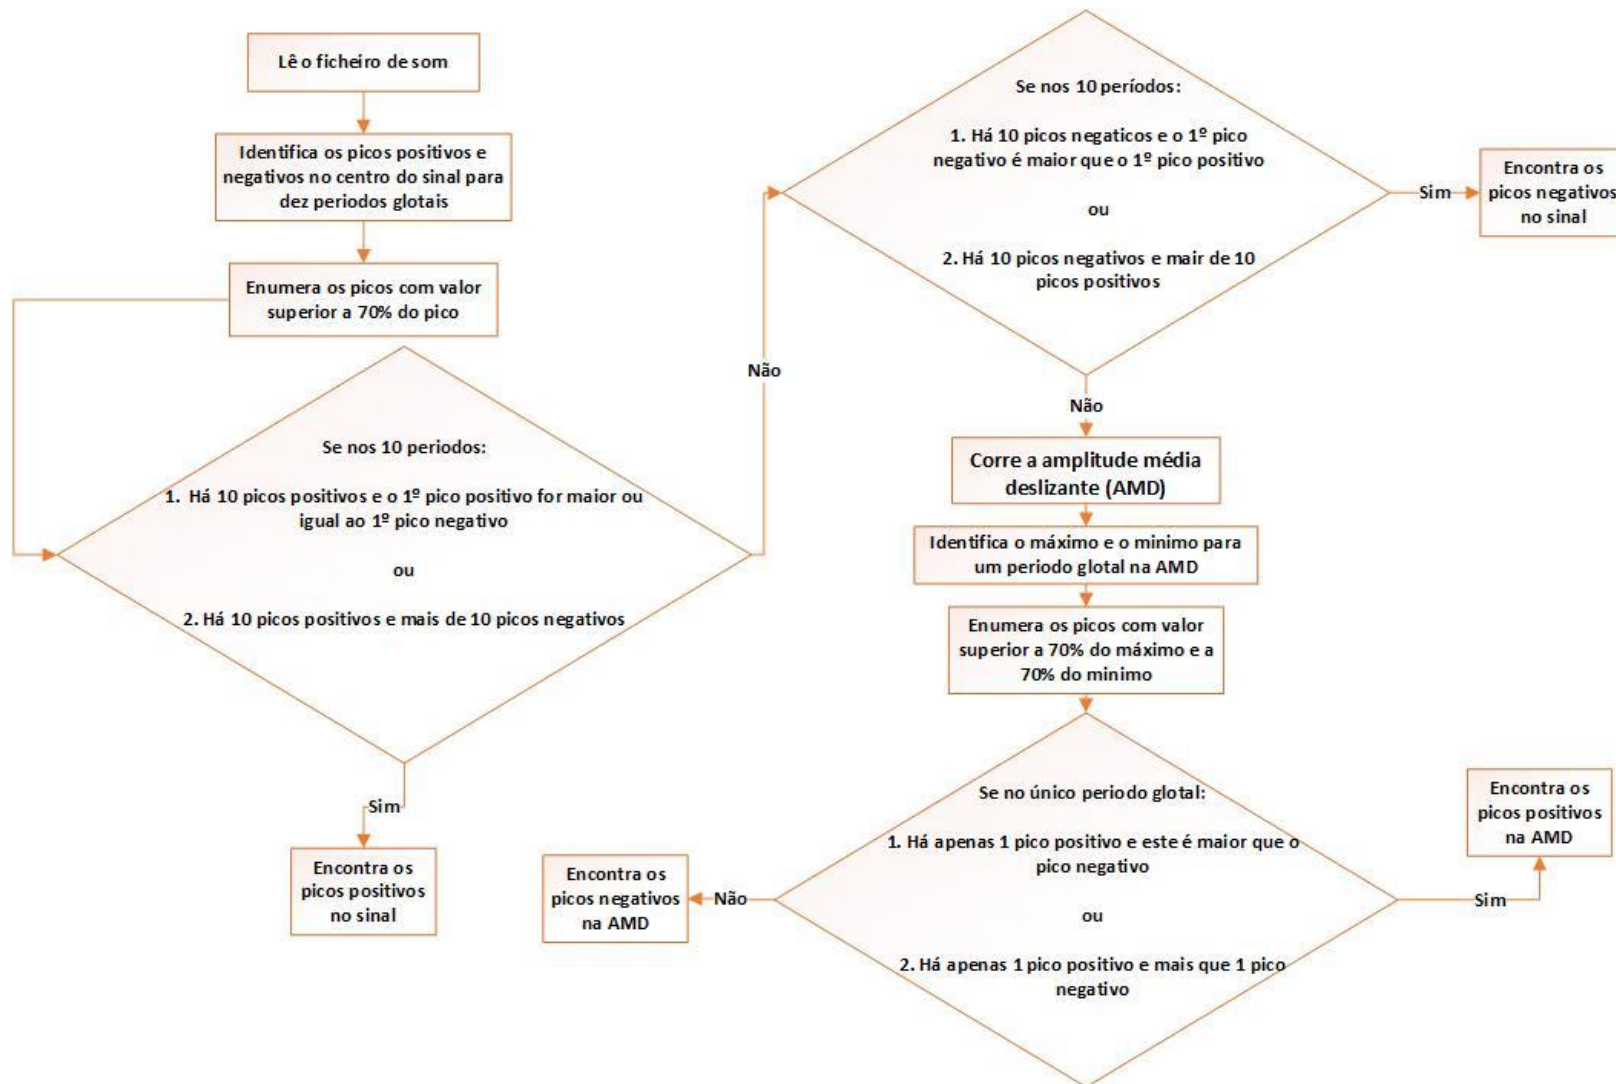 Lê o ficheiro de som
Identifica os picos positivos e
negativos no centro do sinal para
dez periodos glotais
Enumera os picos com valor
superior a 70% do pico
Se nos 10 periodos:
1. Há 10 picos positivos e o 1º pico positivo for maior ou
igual ao 1º pico negativo
ou
2. Há 10 picos positivos e mais de 10 picos negativos
Sim
Encontra os
picos positivos
no sinal
Não
Se nos 10 períodos:
1. Há 10 picos negaticos e o 1º pico
negativo é maior que o 1º pico positivo
ou
2. Há 10 picos negativos e mair de 10
picos positivos
Sim
Encontra os
picos negativos
no sinal
Não
Corre a amplitude média
deslizante (AMD)
Identifica o máximo e o minimo para
um periodo glotal na AMD
Enumera os picos com valor
superior a 70% do máximo e a
70% do minimo
Se no único periodo glotal:
1. Há apenas 1 pico positivo e este é maior que o
pico negativo
ou
2. Há apenas 1 pico positivo e mais que 1 pico
negativo
Não
Encontra os
picos negativos
na AMD
Sim
Encontra os
picos positivos
na AMD